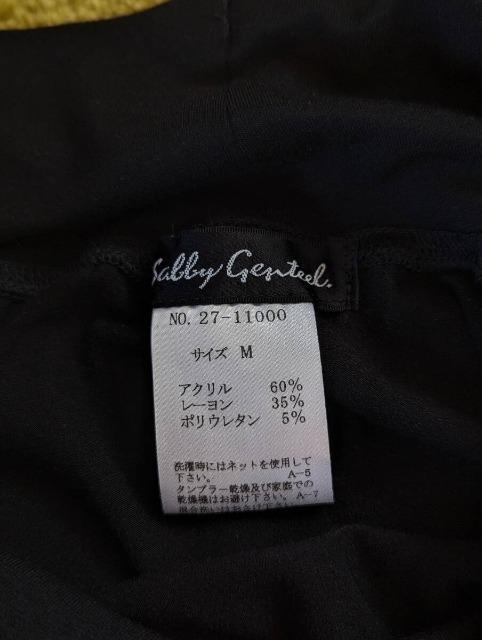 Sabby Genteel.
NO. 27-11000
サイズ M
アクリル 60%
レーヨン 35%
ポリウレタン 5%
洗濯時にはネットを使用して
下さい。 A-5
タンブラー乾燥及び家庭での
乾燥機はお避け下さい。A-7